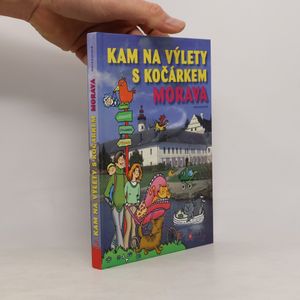 KAM NA VÝLETY
S KOČÁRKEM
MORAVA
KAM NA VÝLETY S KOČÁRKEM MORAVA